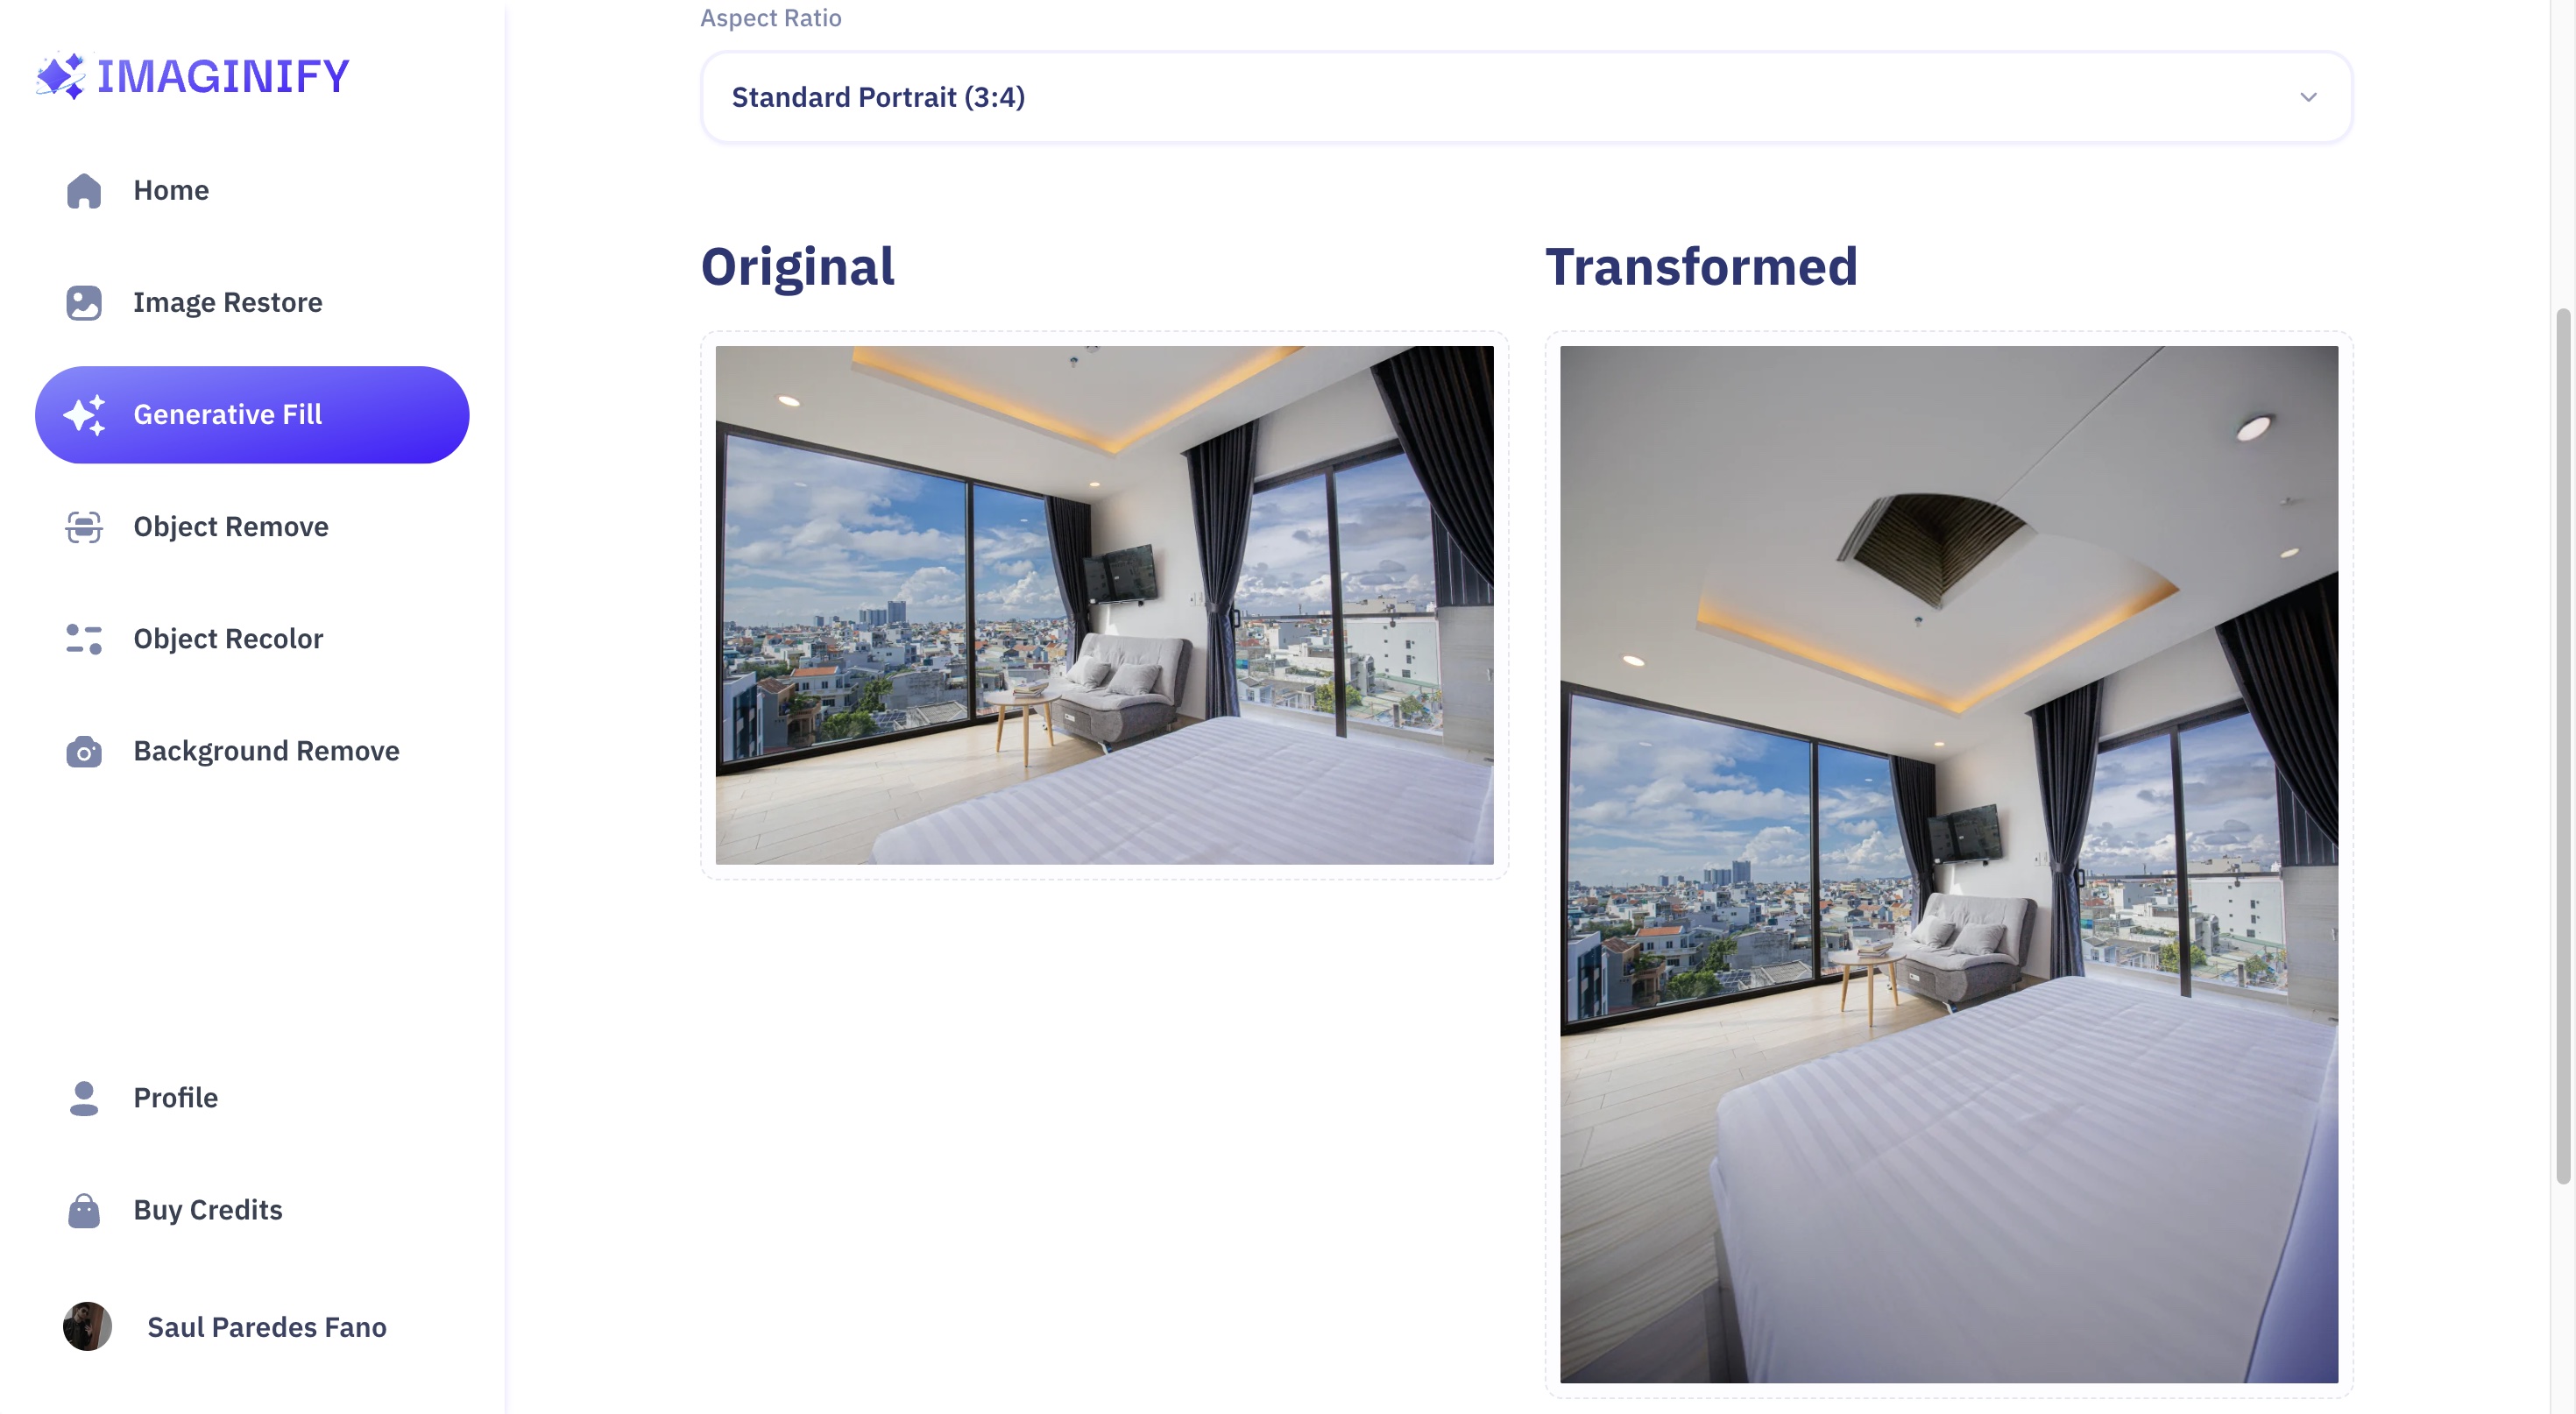 IMAGINIFY
Home
Image Restore
Generative Fill
Object Remove
Object Recolor
Background Remove
Profile
Buy Credits
Saul Paredes Fano
Aspect Ratio
Standard Portrait (3:4)
Original
Transformed